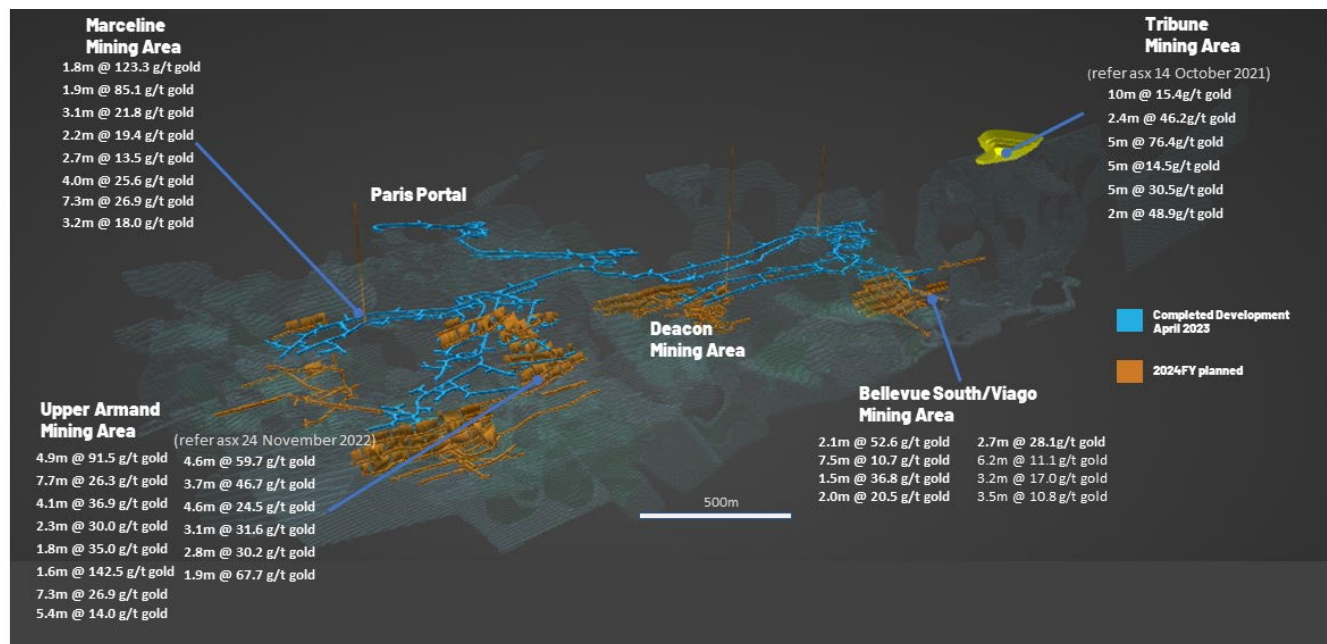 Marceline
Mining Area
1.8m @ 123.3 g/t gold
1.9m @ 85.1 g/t gold
3.1m @ 21.8 g/t gold
2.2m @ 19.4 g/t gold
2.7m @ 13.5 g/t gold
4.0m @ 25.6 g/t gold
7.3m @ 26.9 g/t gold
3.2m @ 18.0 g/t gold
Tribune
Mining Area
(refer asx 14 October 2021)
10m @ 15.4g/t gold
2.4m @ 46.2g/t gold
5m @ 76.4g/t gold
5m @14.5g/t gold
5m @ 30.5g/t gold
2m @ 48.9g/t gold
Paris Portal
Deacon
Mining Area
Completed Development
April 2023
2024FY planned
Upper Armand
Mining Area
(refer asx 24 November 2022)
4.9m @ 91.5 g/t gold
7.7m @ 26.3 g/t gold
4.1m @ 36.9 g/t gold
2.3m @ 30.0 g/t gold
1.8m @ 35.0 g/t gold
1.6m @ 142.5 g/t gold
7.3m @ 26.9 g/t gold
5.4m @ 14.0 g/t gold
4.6m @ 59.7 g/t gold
3.7m @ 46.7 g/t gold
4.6m @ 24.5 g/t gold
3.1m @ 31.6 g/t gold
2.8m @ 30.2 g/t gold
1.9m @ 67.7 g/t gold
500m
Bellevue South/Viago
Mining Area
2.1m @ 52.6 g/t gold
7.5m @ 10.7 g/t gold
1.5m @ 36.8 g/t gold
2.0m @ 20.5 g/t gold
2.7m @ 28.1g/t gold
6.2m @ 11.1 g/t gold
3.2m @ 17.0 g/t gold
3.5m @ 10.8 g/t gold